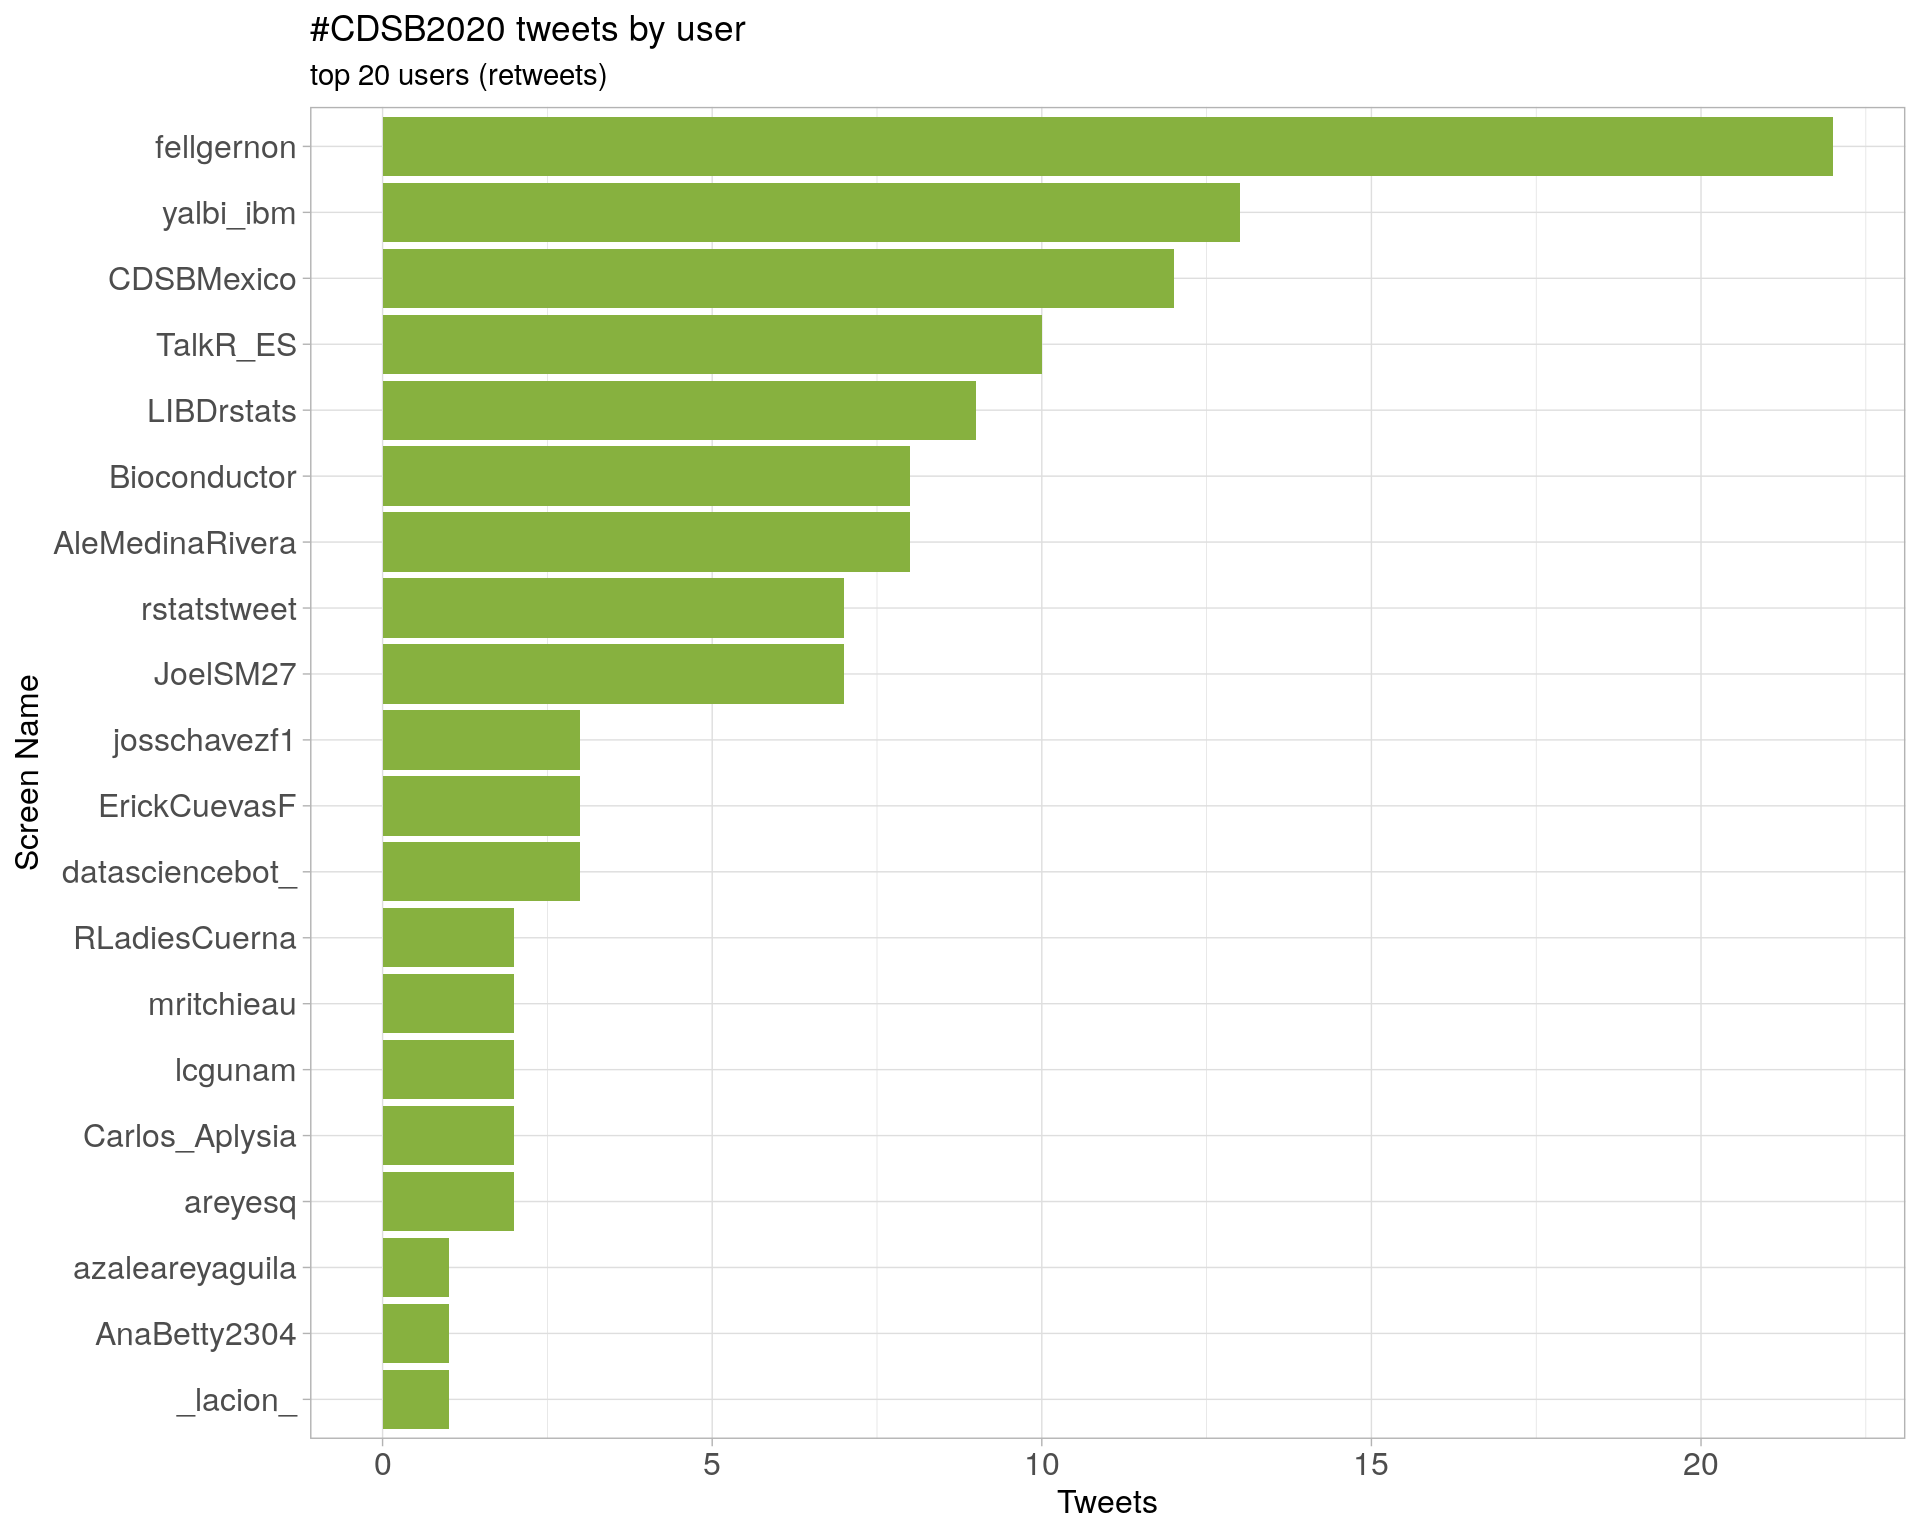 #CDSB2020 tweets by user
top 20 users (retweets)
Screen Name
fellgernon
yalbi_ibm
CDSBMexico
TalkR_ES
LIBDrstats
Bioconductor
AleMedinaRivera
rstatstweet
JoelSM27
josschavezf1
ErickCuevasF
datasciencebot_
RLadiesCuerna
mritchieau
lcgunam
Carlos_Aplysia
areyesq
azaleareyaguila
AnaBetty2304
_lacion_
0 5 10 15 20
Tweets